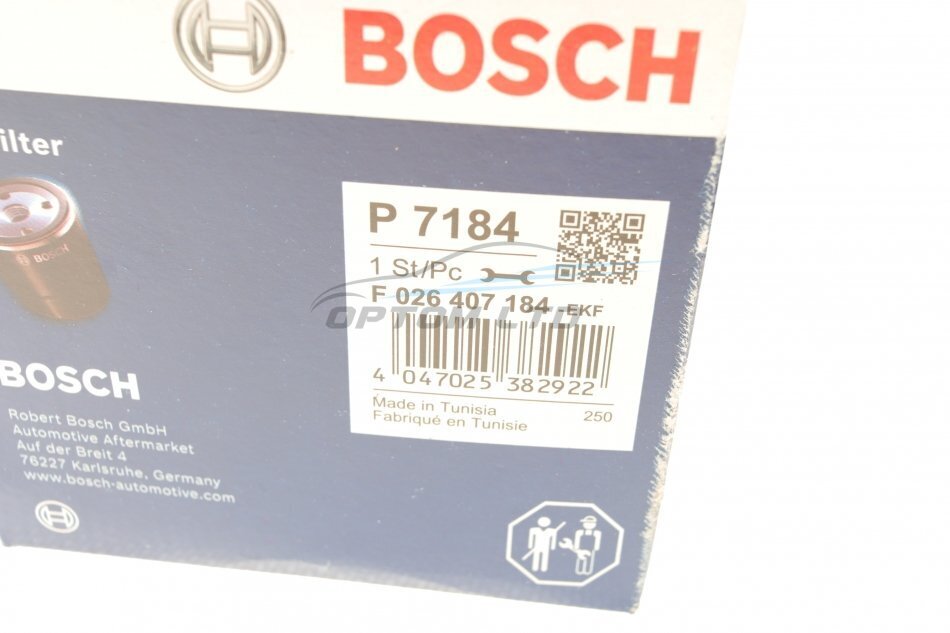 BOSCH
ilter
BOSCH
P 7184
1 St/Pc
F 026 407 184 -EKF
OPTOM LTD
4 047025 382922
Made in Tunisia 250
Fabriqué en Tunisie
BOSCH
Robert Bosch GmbH
Automotive Aftermarket
Auf der Breit 4
76227 Karlsruhe, Germany
www.bosch-automotive.com